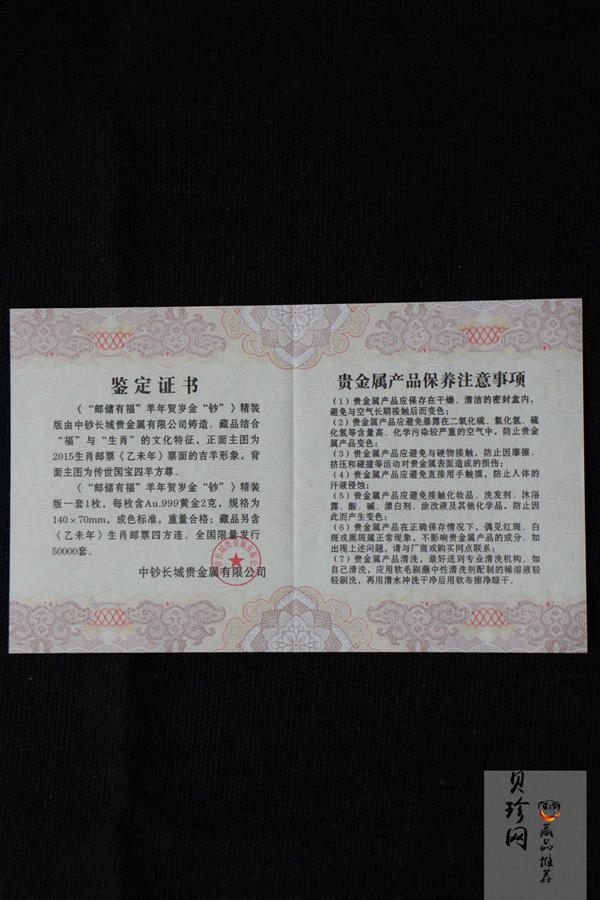 鉴定证书
《“邮储有福”羊年贺岁金“钞”》精装
版由中钞长城贵金属有限公司铸造。藏品结合
“福”与“生肖”的文化特征，正面主图为
2015生肖邮票《乙未年》票面的吉羊形象，背
面主图为传世国宝四羊方尊。
《“邮储有福”羊年贺岁金“钞”》精装
版一套1枚，每枚含Au.999黄金2克，规格为
140×70mm，成色标准，重量合格；藏品另含
《乙未年》生肖邮票四方连。全国限量发行
50000套。
中钞长城贵金属有限公司
贵金属产品保养注意事项
(1) 贵金属产品应保存在干燥、清洁的密封盒内，
避免与空气长期接触后而变色；
(2) 贵金属产品应避免暴露在二氧化硫、氯化氢、硫
化氢等含量高、化学污染较严重的空气中，防止贵金
属产品变色；
(3) 贵金属产品应避免与硬物接触，防止因摩擦、
挤压和碰撞等活动对贵金属表面造成的损伤；
(4) 贵金属产品应避免直接用手触摸，防止人体的
汗液侵蚀；
(5) 贵金属产品应避免接触化妆品、洗发剂、沐浴
露、酸、碱、漂白剂、涂改液及其他化学品，防止因
此而产生变色；
(6) 贵金属产品在正确保存情况下，偶见红斑、白
斑或黑斑属正常现象，不影响贵金属产品的成分。如
出现上述问题，请与厂商或购买网点联系；
(7) 贵金属产品清洗，最好送到专业清洗机构。如
自己清洗，应用软毛刷蘸中性清洗剂配制的稀溶液轻
轻刷洗，再用清水冲洗干净后用软布擦净晾干。
贝珍网
藏品推荐